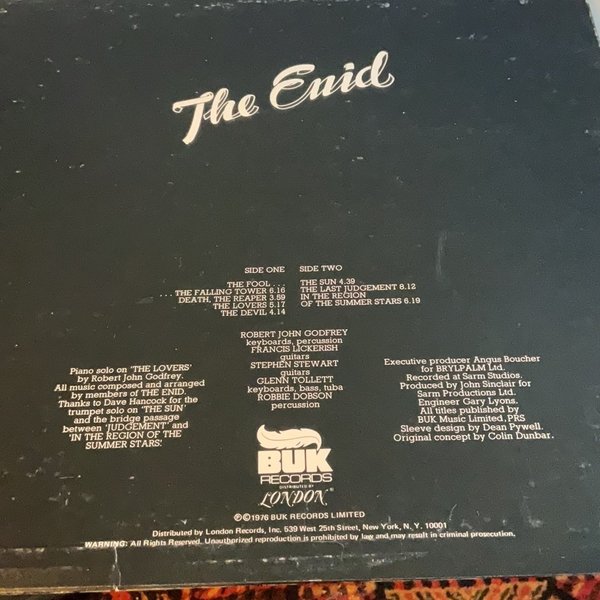 The Enid
SIDE ONE
THE FOOL . . .
. . . THE FALLING TOWER 6.16
DEATH, THE REAPER 3.59
THE LOVERS 5.17
THE DEVIL 4.14
SIDE TWO
THE SUN 4.39
THE LAST JUDGEMENT 8.12
IN THE REGION
OF THE SUMMER STARS 6.19
ROBERT JOHN GODFREY
keyboards, percussion
FRANCIS LICKERISH
guitars
STEPHEN STEWART
guitars
GLENN TOLLETT
keyboards, bass, tuba
ROBBIE DOBSON
percussion
Piano solo on 'THE LOVERS'
by Robert John Godfrey.
All music composed and arranged
by members of THE ENID.
Thanks to Dave Hancock for the
trumpet solo on 'THE SUN'
and the bridge passage
between 'JUDGEMENT' and
'IN THE REGION OF THE
SUMMER STARS'.
Executive producer Angus Boucher
for BRYLPALM Ltd.
Recorded at Sarm Studios.
Produced by John Sinclair for
Sarm Productions Ltd.
Engineer Gary Lyons.
All titles published by
BUK Music Limited, PRS
Sleeve design by Dean Pywell.
Original concept by Colin Dunbar.
BUK
RECORDS
DISTRIBUTED BY
LONDON®
℗©1976 BUK RECORDS LIMITED
Distributed by London Records, Inc. 539 West 25th Street, New York, N.Y. 10001
WARNING: All Rights Reserved. Unauthorized reproduction is prohibited by law and may result in criminal prosecution.